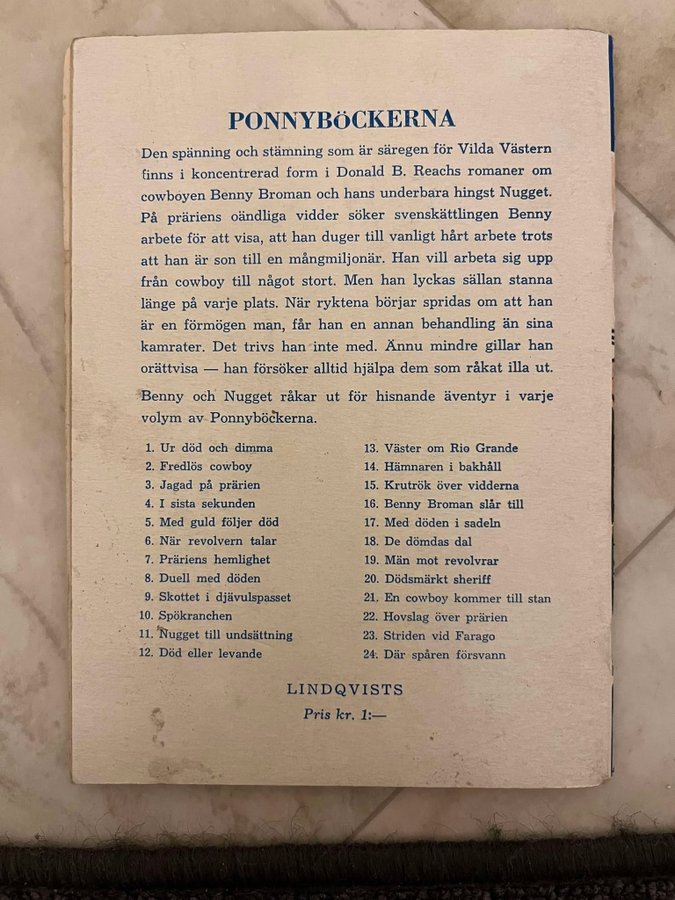 PONNYBÖCKERNA
Den spänning och stämning som är säregen för Vilda Västern
finns i koncentrerad form i Donald B. Reachs romaner om
cowboyen Benny Broman och hans underbara hingst Nugget.
På präriens oändliga vidder söker svenskättlingen Benny
arbete för att visa, att han duger till vanligt hårt arbete trots
att han är son till en mångmiljonär. Han vill arbeta sig upp
från cowboy till något stort. Men han lyckas sällan stanna
länge på varje plats. När ryktena börjar spridas om att han
är en förmögen man, får han en annan behandling än sina
kamrater. Det trivs han inte med. Ännu mindre gillar han
orättvisa — han försöker alltid hjälpa dem som råkat illa ut.
Benny och Nugget råkar ut för hisnande äventyr i varje
volym av Ponnyböckerna.
1. Ur död och dimma
2. Fredlös cowboy
3. Jagad på prärien
4. I sista sekunden
5. Med guld följer död
6. När revolvern talar
7. Präriens hemlighet
8. Duell med döden
9. Skottet i djävulspasset
10. Spökranchen
11. Nugget till undsättning
12. Död eller levande
13. Väster om Rio Grande
14. Hämnaren i bakhåll
15. Krutrök över vidderna
16. Benny Broman slår till
17. Med döden i sadeln
18. De dömdas dal
19. Män mot revolvrar
20. Dödsmärkt sheriff
21. En cowboy kommer till stan
22. Hovslag över prärien
23. Striden vid Farago
24. Där spåren försvann
LINDQVISTS
Pris kr. 1:—